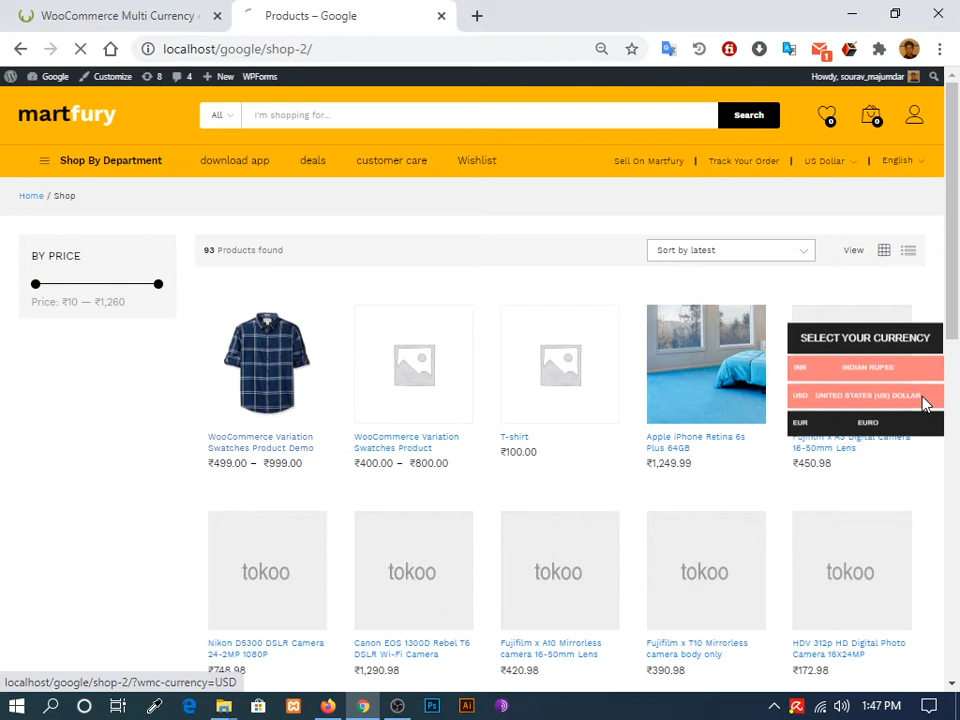 WooCommerce Multi Currency
Products – Google
localhost/google/shop-2/
1
Google
Customize
8
4
New
WPForms
Howdy, sourav_majumdar
martfury
All
I'm shopping for...
Search
0
0
Shop By Department
download app
deals
customer care
Wishlist
Sell On Martfury
Track Your Order
US Dollar
English
Home / Shop
BY PRICE
Price: ₹10 — ₹1,260
93 Products found
Sort by latest
View
SELECT YOUR CURRENCY
INR INDIAN RUPEE
USD UNITED STATES (US) DOLLAR
EUR EURO
WooCommerce Variation
Swatches Product Demo
₹499.00 – ₹999.00
WooCommerce Variation
Swatches Product
₹400.00 – ₹800.00
T-shirt
₹100.00
Apple iPhone Retina 6s
Plus 64GB
₹1,249.99
Fujifilm x A3 Digital Camera
16-50mm Lens
₹450.98
tokoo
tokoo
tokoo
tokoo
tokoo
Nikon D5300 DSLR Camera
24-2MP 1080P
₹748.98
Canon EOS 1300D Rebel T6
DSLR Wi-Fi Camera
₹1,290.98
Fujifilm x A10 Mirrorless
camera 16-50mm Lens
₹420.98
Fujifilm x T10 Mirrorless
camera body only
₹390.98
HDV 312p HD Digital Photo
Camera 16X24MP
₹172.98
localhost/google/shop-2/?wmc-currency=USD
Ps
Ai
1:47 PM